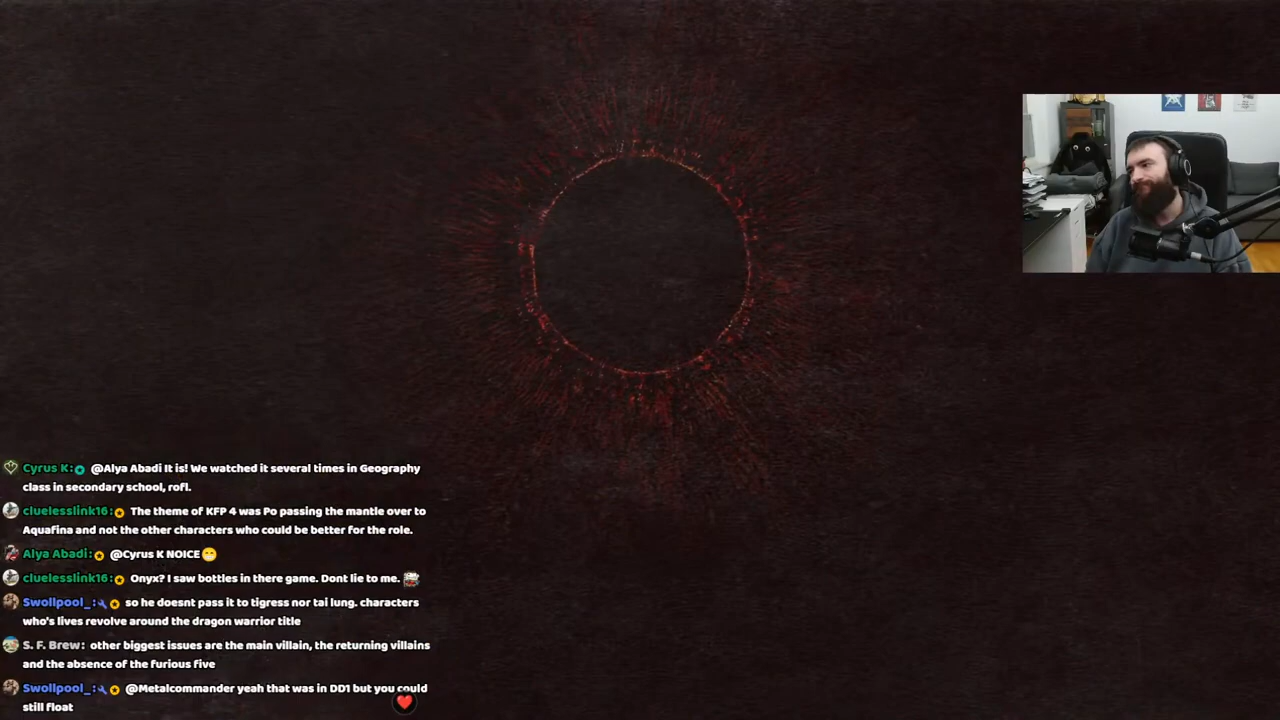 Cyrus K: @Alya Abadi It is! We watched it several times in Geography
class in secondary school, rofl.
cluelesslink16: The theme of KFP 4 was Po passing the mantle over to
Aquafina and not the other characters who could be better for the role.
Alya Abadi: @Cyrus K NOICE 😁
cluelesslink16: Onyx? I saw bottles in there game. Dont lie to me.
Swollpool_: so he doesnt pass it to tigress nor tai lung. characters
who's lives revolve around the dragon warrior title
S. F. Brew: other biggest issues are the main villain, the returning villains
and the absence of the furious five
Swollpool_: @Metalcommander yeah that was in DD1 but you could
still float